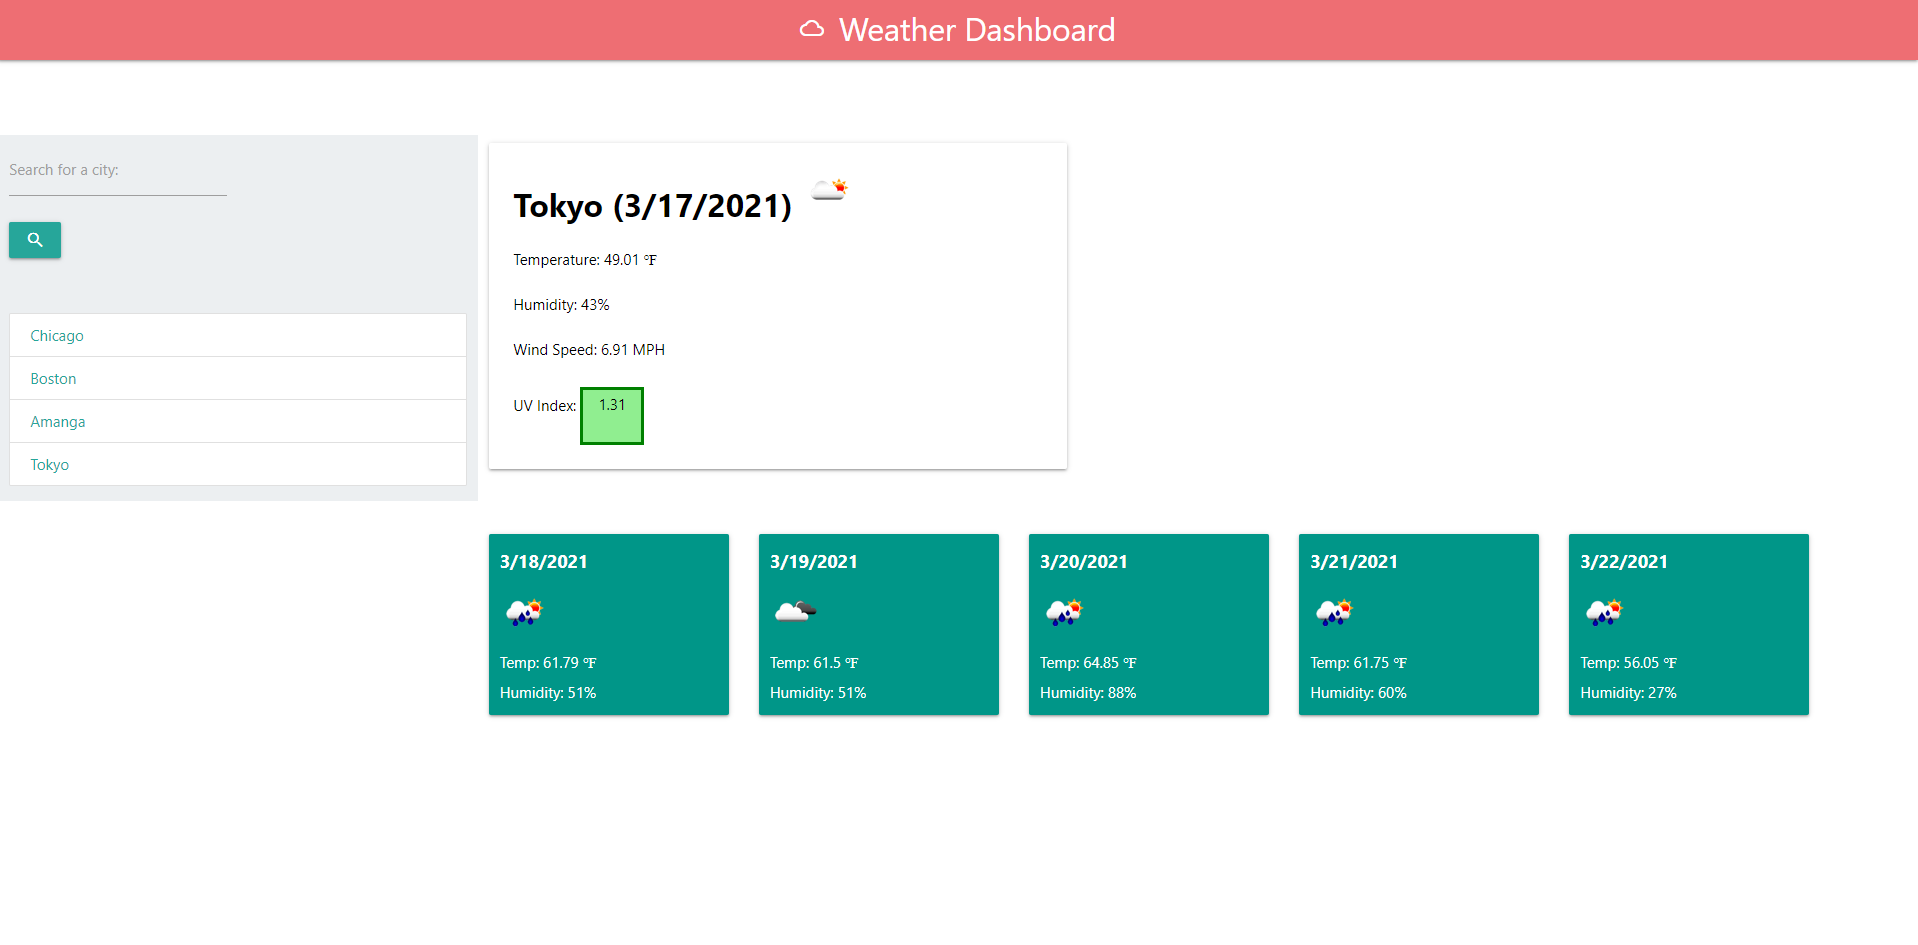 Weather Dashboard
Search for a city:
Chicago
Boston
Amanga
Tokyo
Tokyo (3/17/2021)
Temperature: 49.01 °F
Humidity: 43%
Wind Speed: 6.91 MPH
UV Index: 1.31
3/18/2021
Temp: 61.79 °F
Humidity: 51%
3/19/2021
Temp: 61.5 °F
Humidity: 51%
3/20/2021
Temp: 64.85 °F
Humidity: 88%
3/21/2021
Temp: 61.75 °F
Humidity: 60%
3/22/2021
Temp: 56.05 °F
Humidity: 27%